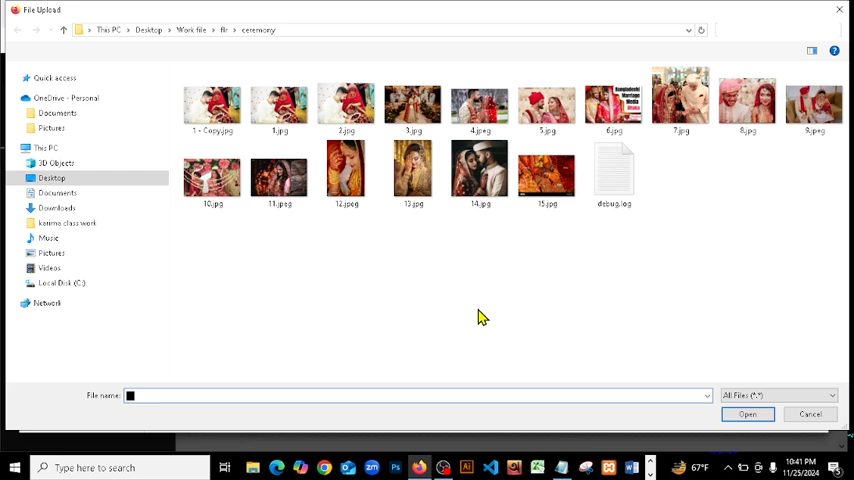 File Upload
This PC > Desktop > Work file > flr > ceremony
Quick access
OneDrive - Personal
Documents
Pictures
This PC
3D Objects
Desktop
Documents
Downloads
karima class work
Music
Pictures
Videos
Local Disk (C:)
Network
1 - Copy.jpg
1.jpg
2.jpg
3.jpg
4.jpeg
5.jpg
6.jpg
7.jpg
8.jpg
9.jpeg
Bangladeshi
Marriage
Media
Dhaka
10.jpg
11.jpeg
12.jpeg
13.jpg
14.jpg
15.jpg
debug.log
File name:
All Files (*.*)
Open
Cancel
Type here to search
67°F
10:41 PM
11/25/2024